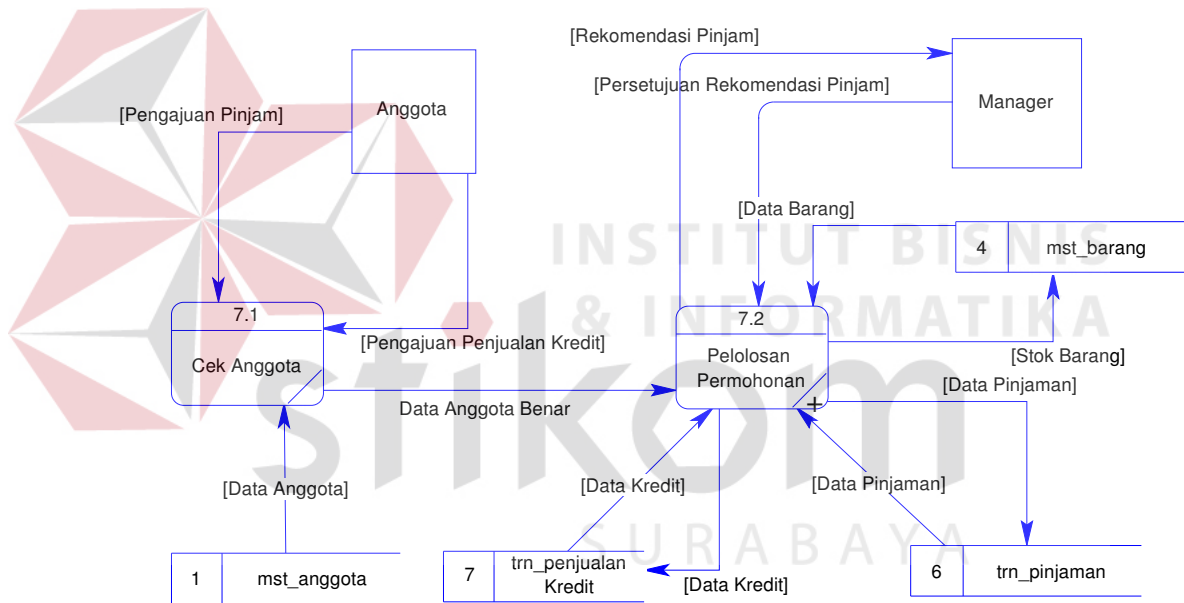 [Rekomendasi Pinjam]
[Persetujuan Rekomendasi Pinjam]
Anggota
Manager
[Pengajuan Pinjam]
[Data Barang]
INSTITUT BISNIS
& INFORMATIKA
4
mst_barang
7.1
Cek Anggota
[Pengajuan Penjualan Kredit]
7.2
Pelolosan
Permohonan
[Stok Barang]
[Data Pinjaman]
Data Anggota Benar
stikom
[Data Anggota]
[Data Kredit]
[Data Pinjaman]
SURABAYA
1
mst_anggota
7
trn_penjualan
Kredit
[Data Kredit]
6
trn_pinjaman